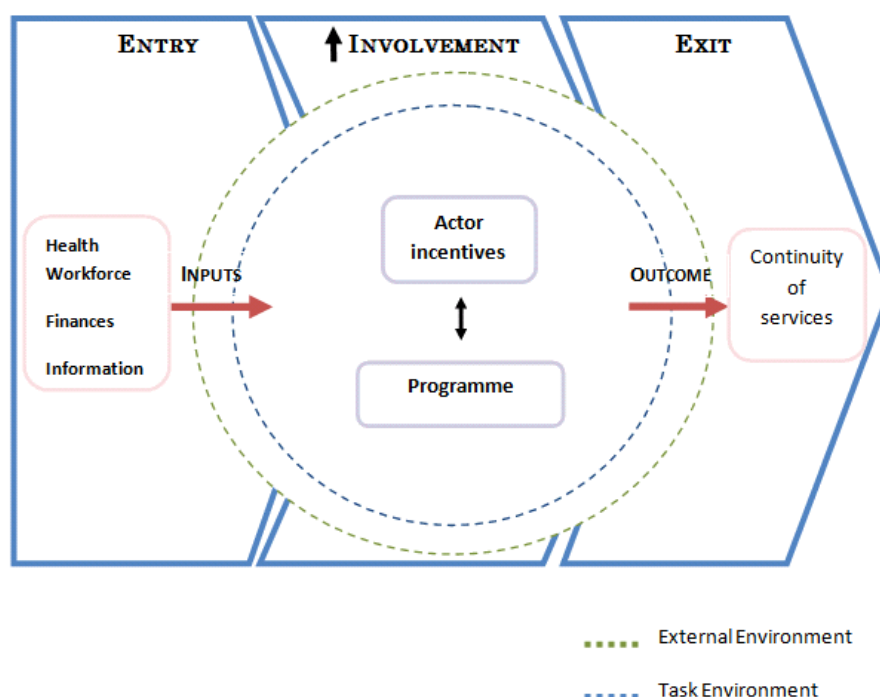 ENTRY
INVOLVEMENT
EXIT
Health
Workforce
Finances
Information
INPUTS
Actor
incentives
Programme
OUTCOME
Continuity
of
services
External Environment
Task Environment